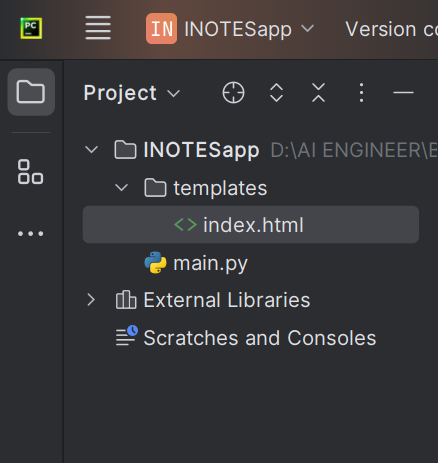 PC
IN INOTESapp Version co
Project
INOTESapp D:\AI ENGINEER\
templates
<> index.html
main.py
External Libraries
Scratches and Consoles